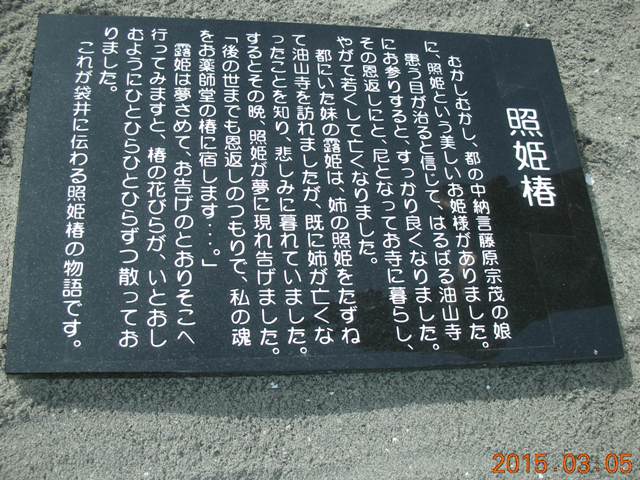 照姫椿
むかしむかし、都の中納言藤原宗茂の娘
に、照姫という美しいお姫様がありました。
患う目が治ると信じて、はるばる油山寺
にお参りすると、すっかり良くなりました。
その恩返しにと、尼となってお寺に暮らし、
やがて若くして亡くなりました。
都にいた妹の露姫は、姉の照姫をたずね
て油山寺を訪れましたが、既に姉が亡くな
ったことを知り、悲しみに暮れていました。
するとその晩、照姫が夢に現れ告げました。
「後の世までも恩返しのつもりで、私の魂
をお薬師堂の椿に宿します・・・。」
露姫は夢さめて、お告げのとおりそこへ
行ってみますと、椿の花びらが、いとおし
むようにひとひらひとひらずつ散ってお
りました。
これが袋井に伝わる照姫椿の物語です。
2015.03.05